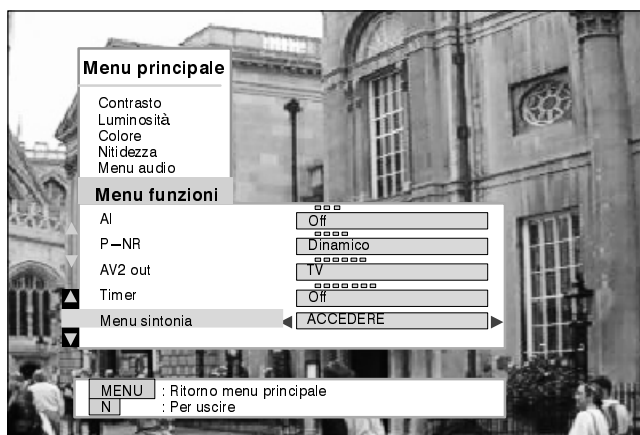 Menu principale
Contrasto
Luminosità
Colore
Nitidezza
Menu audio
Menu funzioni
AI Off
P–NR Dinamico
AV2 out TV
Timer Off
Menu sintonia ACCEDERE
MENU : Ritorno menu principale
N : Per uscire